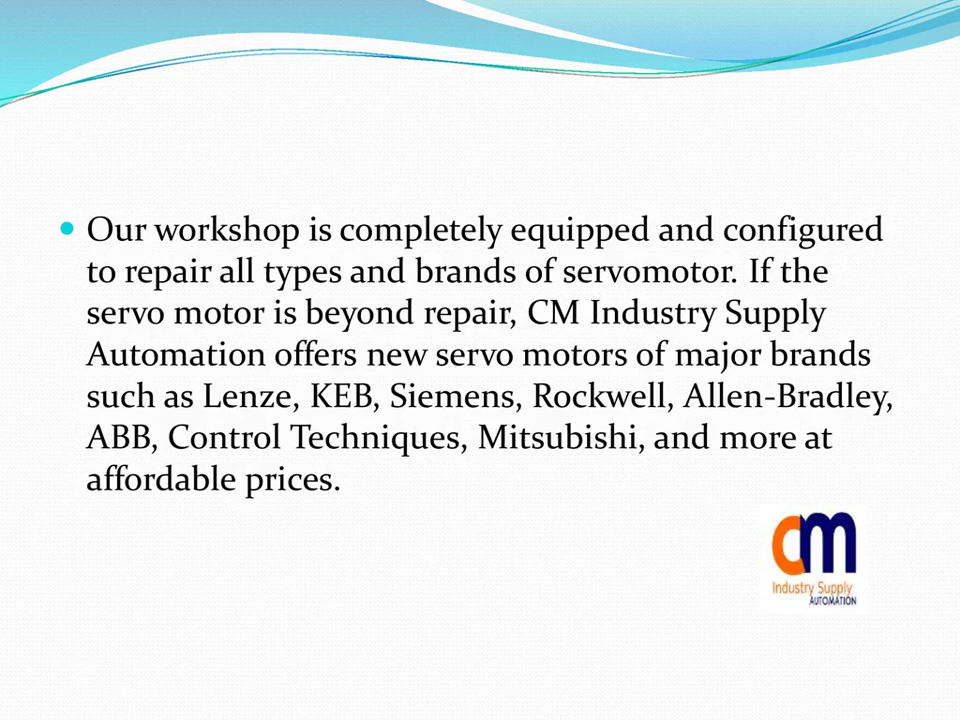 Our workshop is completely equipped and configured
to repair all types and brands of servomotor. If the
servo motor is beyond repair, CM Industry Supply
Automation offers new servo motors of major brands
such as Lenze, KEB, Siemens, Rockwell, Allen-Bradley,
ABB, Control Techniques, Mitsubishi, and more at
affordable prices.
cm
Industry Supply
AUTOMATION